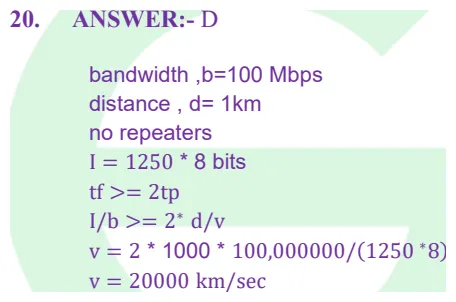 20. ANSWER:- D
bandwidth ,b=100 Mbps
distance , d= 1km
no repeaters
I = 1250 * 8 bits
tf >= 2tp
I/b >= 2* d/v
v = 2 * 1000 * 100,000000/(1250 *8)
v = 20000 km/sec